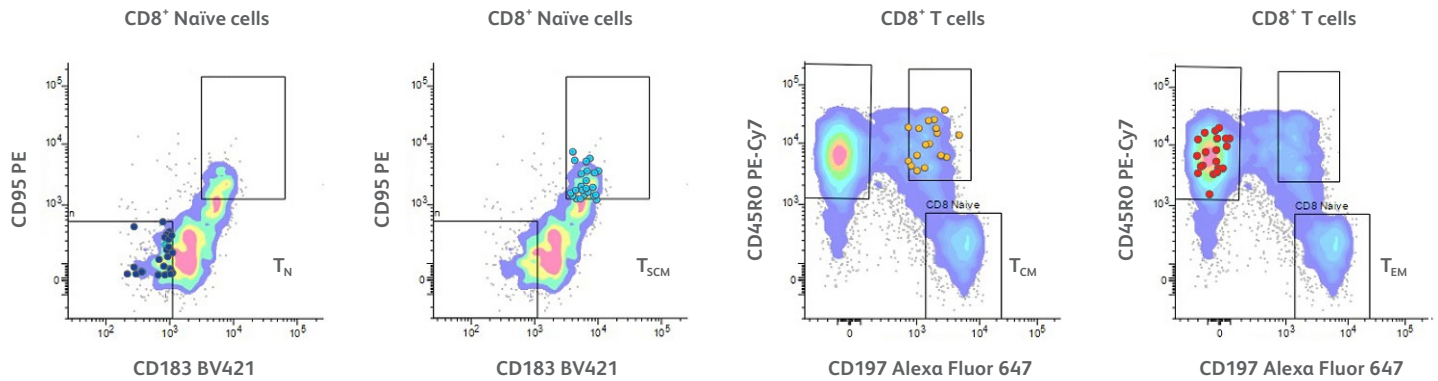 CD8⁺ Naïve cells
CD8⁺ Naïve cells
CD8⁺ T cells
CD8⁺ T cells
CD95 PE
10⁵
10⁴
10³
0
n
T_N
10²
10³
10⁴
10⁵
CD183 BV421
CD95 PE
10⁵
10⁴
10³
0
n
T_SCM
10²
10³
10⁴
10⁵
CD183 BV421
CD45RO PE-Cy7
10⁵
10⁴
10³
0
CD8 Naive
T_CM
0
10³
10⁴
10⁵
CD197 Alexa Fluor 647
CD45RO PE-Cy7
10⁵
10⁴
10³
0
CD8 Naive
T_EM
0
10³
10⁴
10⁵
CD197 Alexa Fluor 647